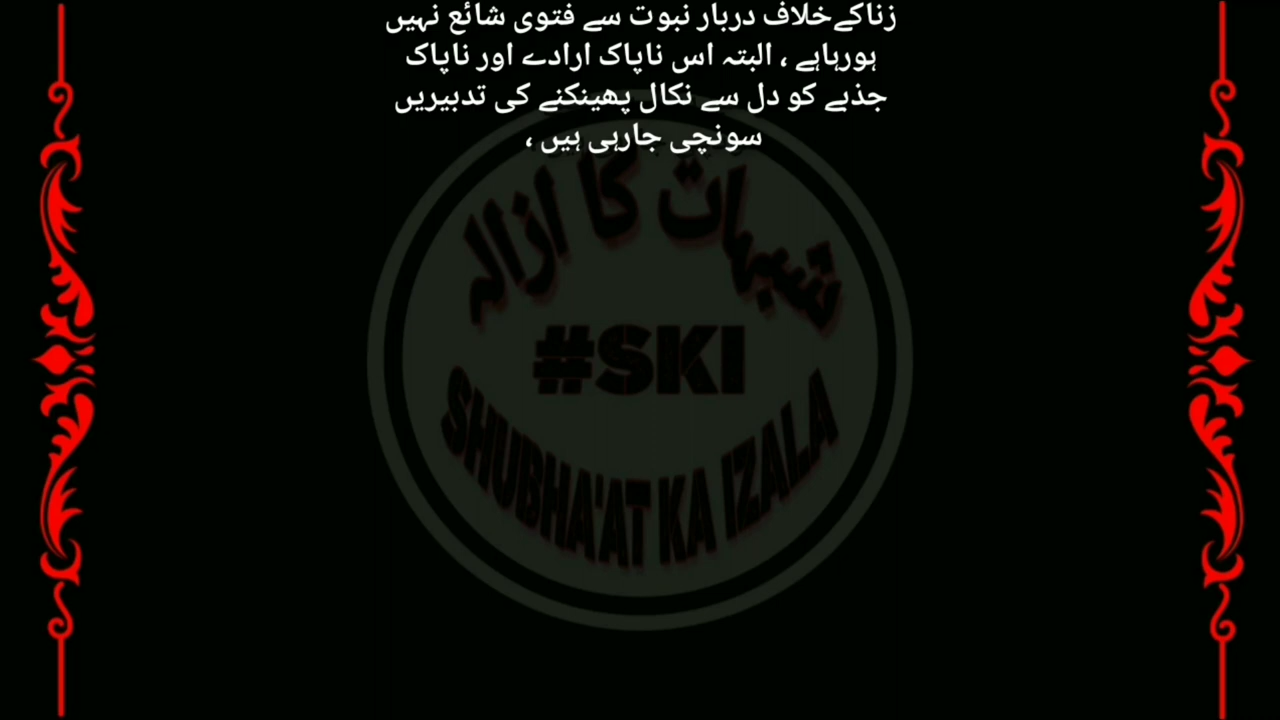 زناکےخلاف دربار نبوت سے فتوی شائع نہیں
ہورہاہے ، البتہ اس ناپاک ارادے اور ناپاک
جذبے کو دل سے نکال پھینکنے کی تدبیریں
سونچی جارہی ہیں ،
شبہات کا ازالہ
#SKI
SHUBHA'AT KA IZALA